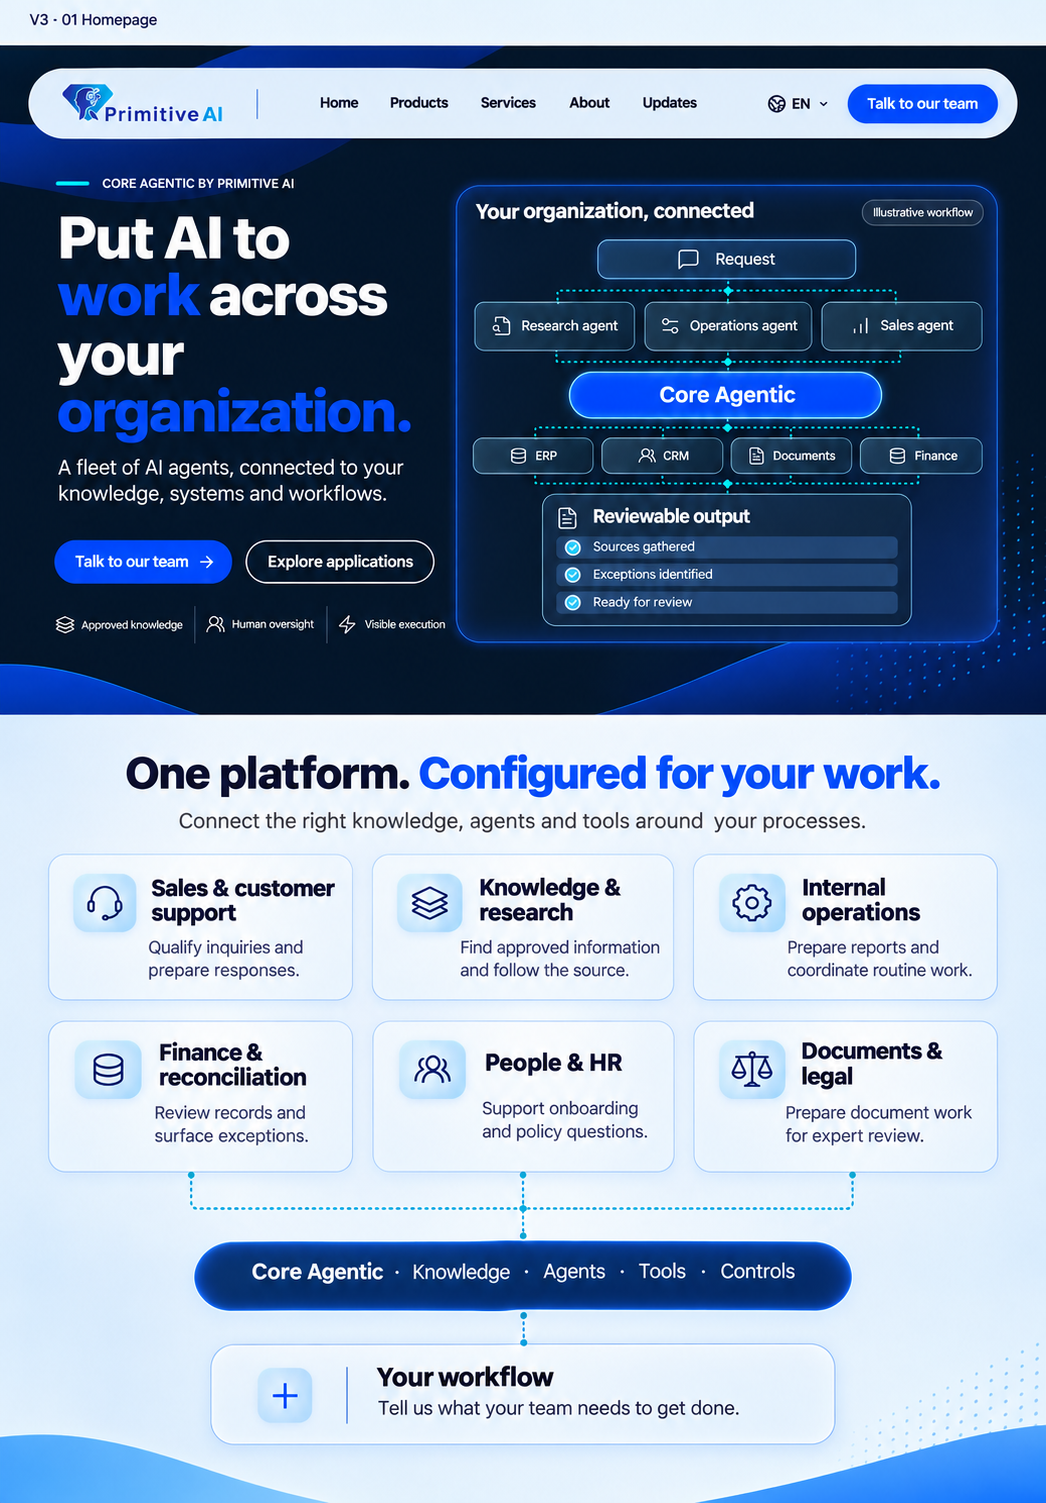 V3 · 01 Homepage
Primitive AI
Home
Products
Services
About
Updates
EN
Talk to our team
CORE AGENTIC BY PRIMITIVE AI
Put AI to
work across
your
organization.
A fleet of AI agents, connected to your
knowledge, systems and workflows.
Talk to our team →
Explore applications
Approved knowledge
Human oversight
Visible execution
Your organization, connected
Illustrative workflow
Request
Research agent
Operations agent
Sales agent
Core Agentic
ERP
CRM
Documents
Finance
Reviewable output
Sources gathered
Exceptions identified
Ready for review
One platform. Configured for your work.
Connect the right knowledge, agents and tools around your processes.
Sales & customer
support
Qualify inquiries and
prepare responses.
Knowledge &
research
Find approved information
and follow the source.
Internal
operations
Prepare reports and
coordinate routine work.
Finance &
reconciliation
Review records and
surface exceptions.
People & HR
Support onboarding
and policy questions.
Documents &
legal
Prepare document work
for expert review.
Core Agentic · Knowledge · Agents · Tools · Controls
Your workflow
Tell us what your team needs to get done.